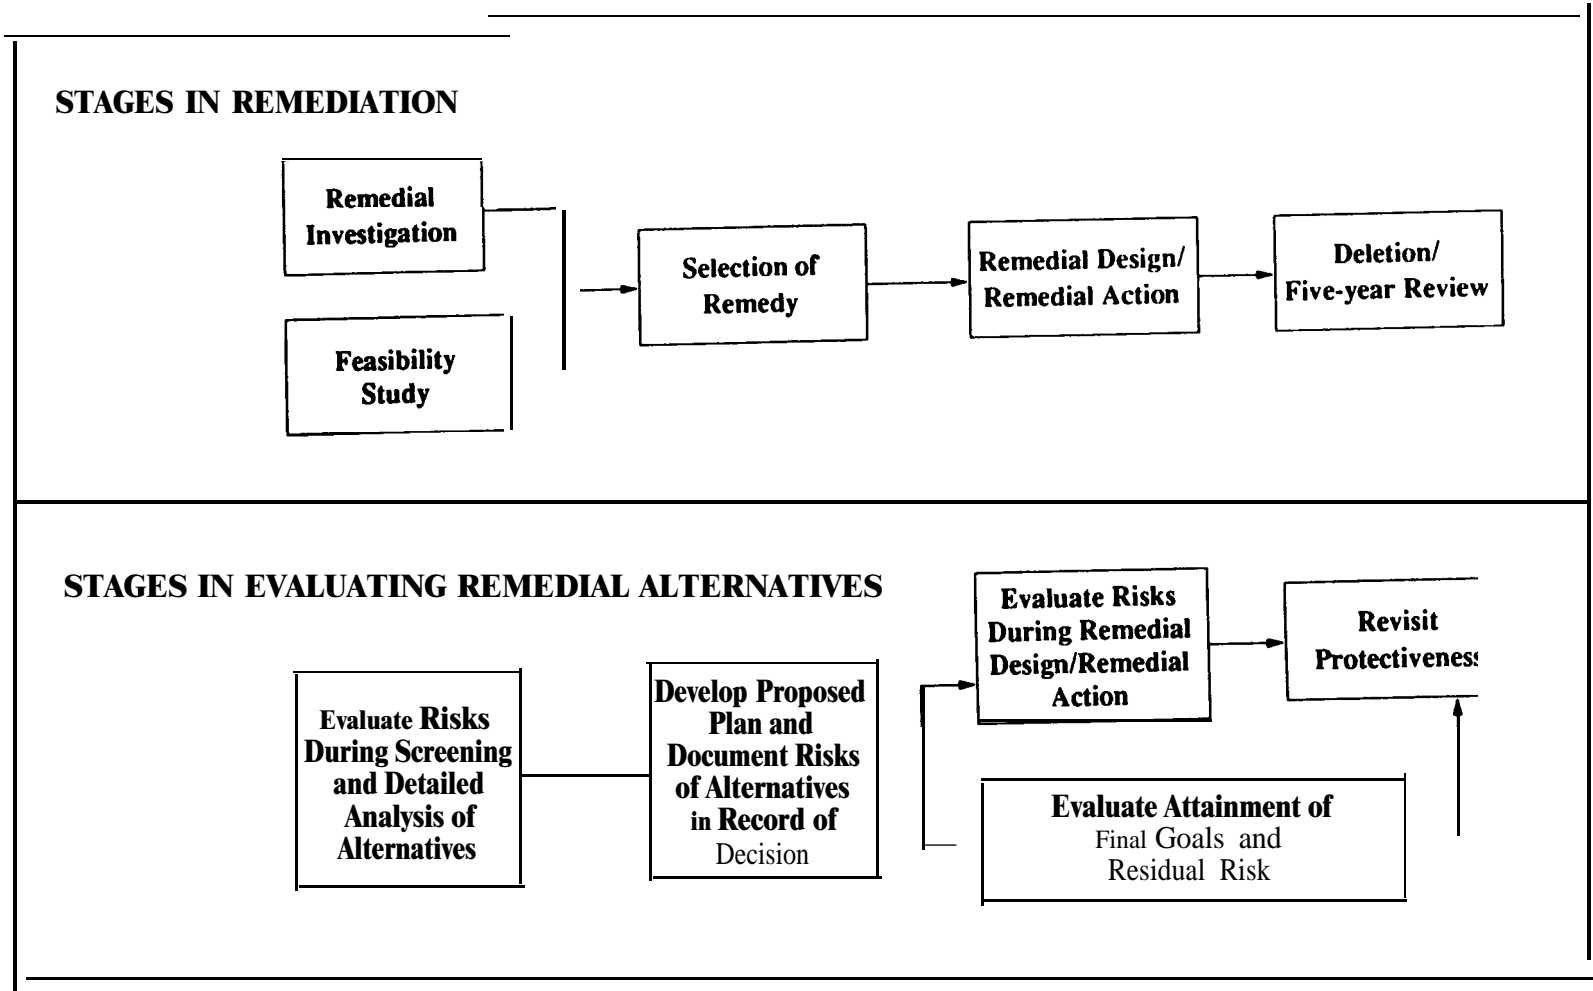 STAGES IN REMEDIATION
Remedial
Investigation
Feasibility
Study
Selection of
Remedy
Remedial Design/
Remedial Action
Deletion/
Five-year Review
STAGES IN EVALUATING REMEDIAL ALTERNATIVES
Evaluate Risks
During Screening
and Detailed
Analysis of
Alternatives
Develop Proposed
Plan and
Document Risks
of Alternatives
in Record of
Decision
Evaluate Risks
During Remedial
Design/Remedial
Action
Revisit
Protectiveness
Evaluate Attainment of
Final Goals and
Residual Risk